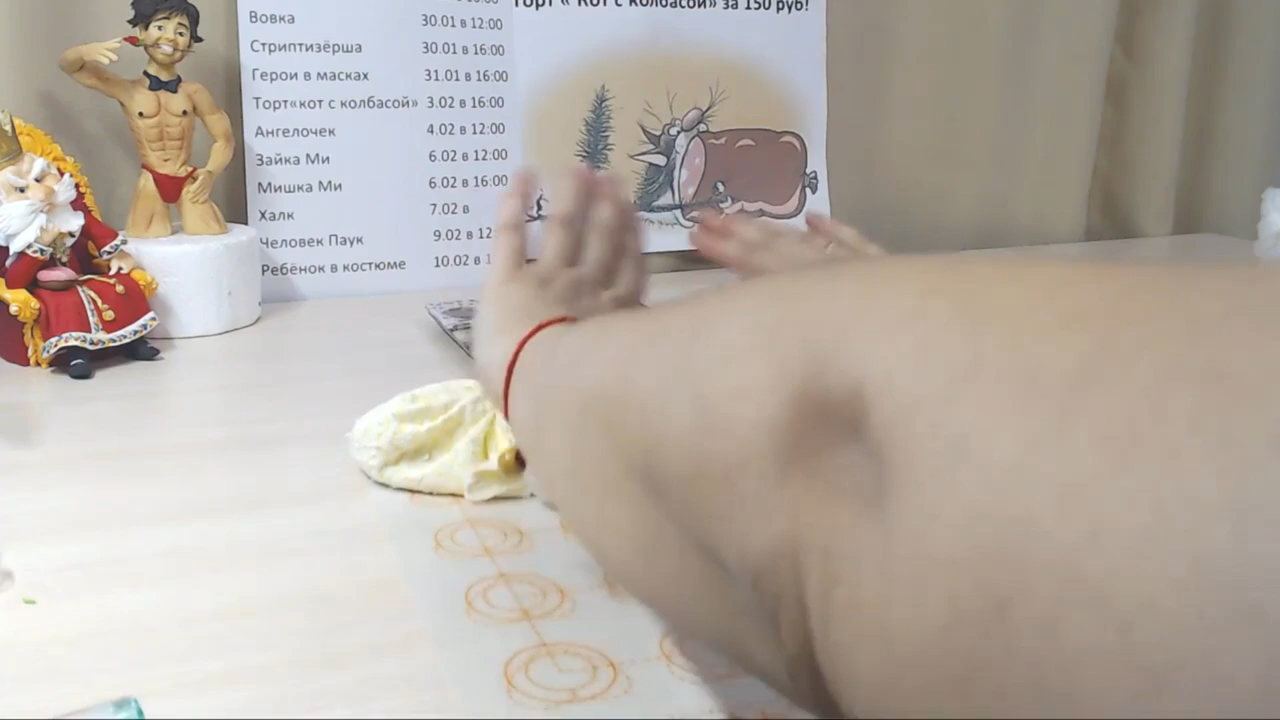 Торт « Кот с колбасой» за 150 руб!
Вовка 30.01 в 12:00
Стриптизёрша 30.01 в 16:00
Герои в масках 31.01 в 16:00
Торт«кот с колбасой» 3.02 в 16:00
Ангелочек 4.02 в 12:00
Зайка Ми 6.02 в 12:00
Мишка Ми 6.02 в 16:00
Халк 7.02 в
Человек Паук 9.02 в 12
Ребёнок в костюме 10.02 в 1